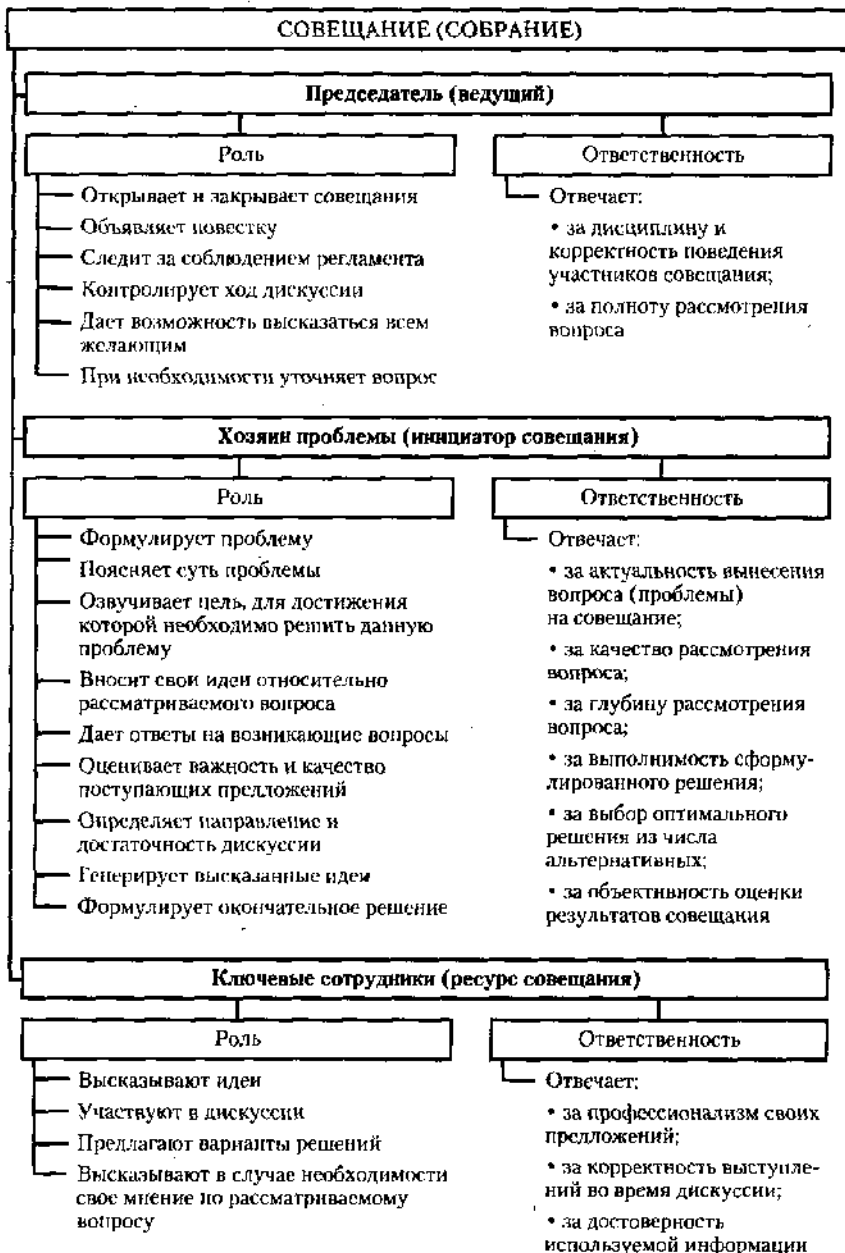 СОВЕЩАНИЕ (СОБРАНИЕ)
Председатель (ведущий)
Роль
Открывает и закрывает совещания
Объявляет повестку
Следит за соблюдением регламента
Контролирует ход дискуссии
Дает возможность высказаться всем
желающим
При необходимости уточняет вопрос
Ответственность
Отвечает:
• за дисциплину и
корректность поведения
участников совещания;
• за полноту рассмотрения
вопроса
Хозяин проблемы (инициатор совещания)
Роль
Формулирует проблему
Поясняет суть проблемы
Озвучивает цель, для достижения
которой необходимо решить данную
проблему
Вносит свои идеи относительно
рассматриваемого вопроса
Дает ответы на возникающие вопросы
Оценивает важность и качество
поступающих предложений
Определяет направление и
достаточность дискуссии
Генерирует высказанные идеи
Формулирует окончательное решение
Ответственность
Отвечает:
• за актуальность вынесения
вопроса (проблемы)
на совещание;
• за качество рассмотрения
вопроса;
• за глубину рассмотрения
вопроса;
• за выполнимость сформу-
лированного решения;
• за выбор оптимального
решения из числа
альтернативных;
• за объективность оценки
результатов совещания
Ключевые сотрудники (ресурс совещания)
Роль
Высказывают идеи
Участвуют в дискуссии
Предлагают варианты решений
Высказывают в случае необходимости
свое мнение по рассматриваемому
вопросу
Ответственность
Отвечает:
• за профессионализм своих
предложений;
• за корректность выступле-
ний во время дискуссии;
• за достоверность
используемой информации